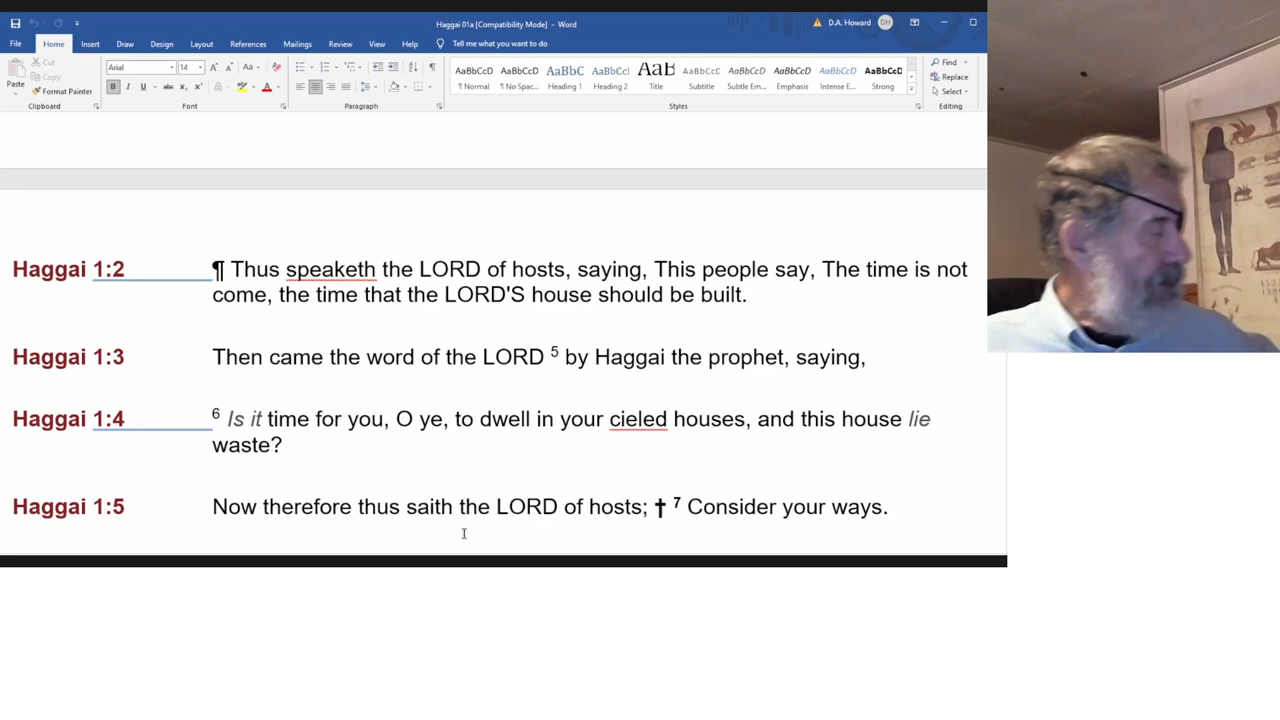 Haggai 01a [Compatibility Mode] - Word
D.A. Howard
DH
File Home Insert Draw Design Layout References Mailings Review View Help Tell me what you want to do
Paste
Cut
Copy
Format Painter
Arial 14
Aa
AaBbCcD AaBbCcD AaBbC AaBbCcl AaB AaBbCcD AaBbCcD AaBbCcD AaBbCcD AaBbCcD
¶ Normal ¶ No Spac... Heading 1 Heading 2 Title Subtitle Subtle Em... Emphasis Intense E... Strong
Find
Replace
Select
Clipboard Font Paragraph Styles Editing
Haggai 1:2 ¶ Thus speaketh the LORD of hosts, saying, This people say, The time is not
come, the time that the LORD'S house should be built.
Haggai 1:3 Then came the word of the LORD 5 by Haggai the prophet, saying,
Haggai 1:4 6 Is it time for you, O ye, to dwell in your cieled houses, and this house lie
waste?
Haggai 1:5 Now therefore thus saith the LORD of hosts; † 7 Consider your ways.